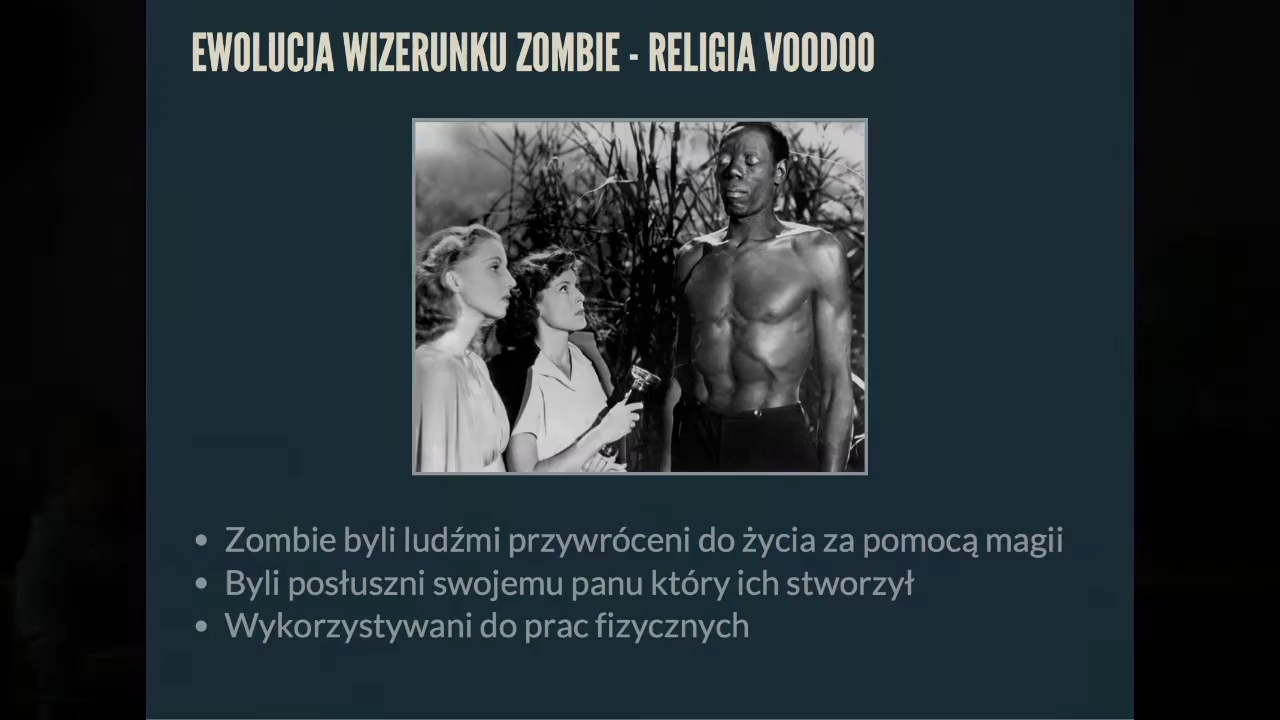 EWOLUCJA WIZERUNKU ZOMBIE - RELIGIA VOODOO
• Zombie byli ludźmi przywróceni do życia za pomocą magii
• Byli posłuszni swojemu panu który ich stworzył
• Wykorzystywani do prac fizycznych